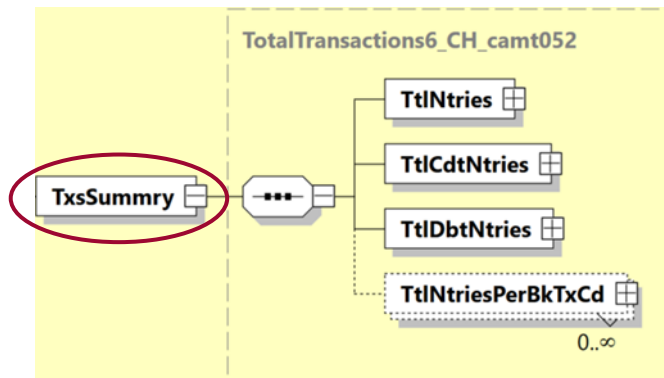 TotalTransactions6_CH_camt052
TtlNtries
TtlCdtNtries
TxsSummry
TtlDbtNtries
TtlNtriesPerBkTxCd
0..∞